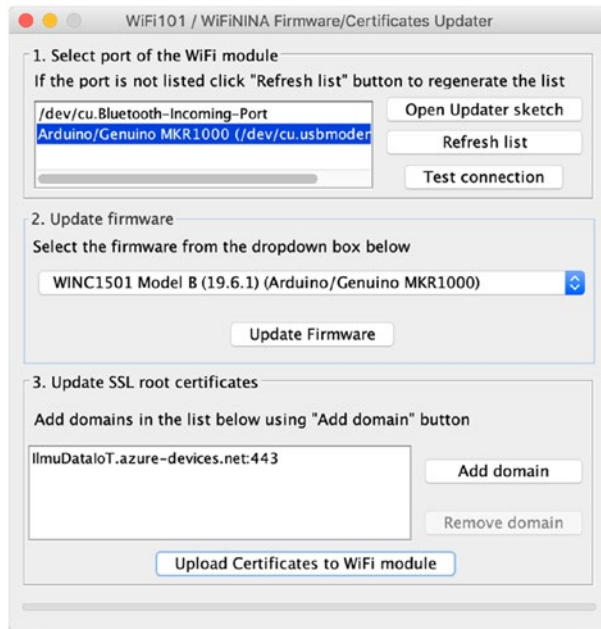 WiFi101 / WiFiNINA Firmware/Certificates Updater
1. Select port of the WiFi module
If the port is not listed click "Refresh list" button to regenerate the list
/dev/cu.Bluetooth-Incoming-Port
Arduino/Genuino MKR1000 (/dev/cu.usbmoden
Open Updater sketch
Refresh list
Test connection
2. Update firmware
Select the firmware from the dropdown box below
WINC1501 Model B (19.6.1) (Arduino/Genuino MKR1000)
Update Firmware
3. Update SSL root certificates
Add domains in the list below using "Add domain" button
IlmuDataIoT.azure-devices.net:443
Add domain
Remove domain
Upload Certificates to WiFi module